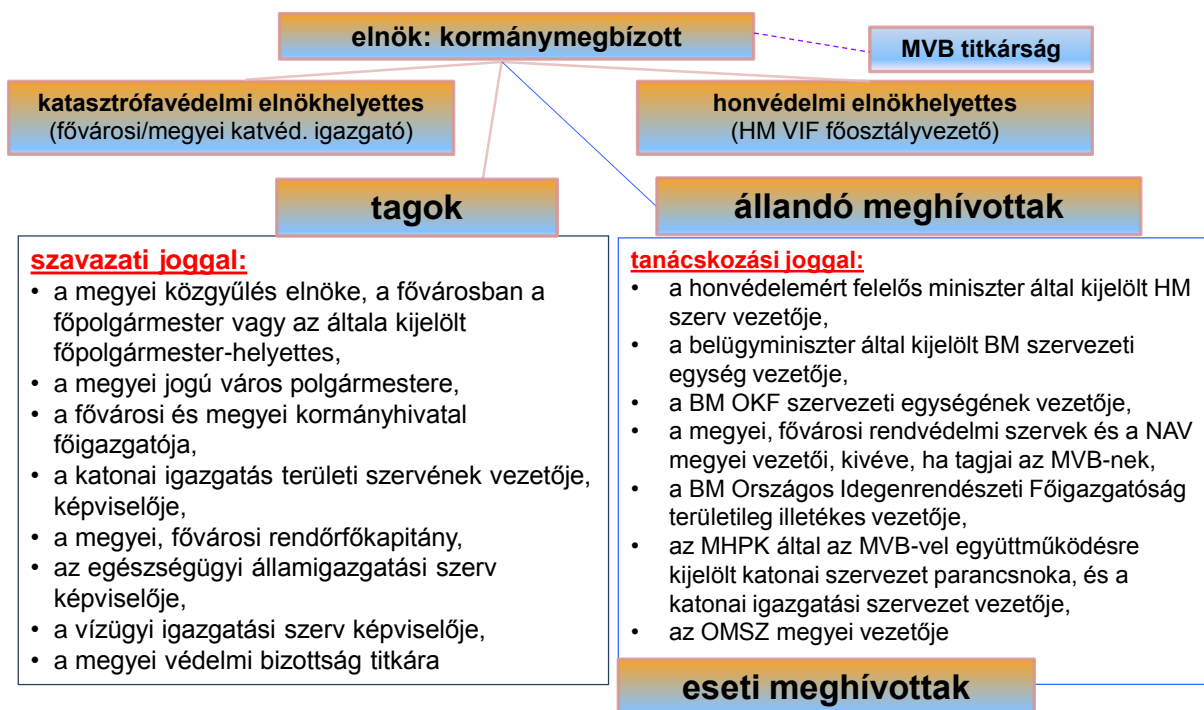 elnök: kormánymegbízott
MVB titkárság
katasztrófavédelmi elnökhelyettes
(fővárosi/megyei katvéd. igazgató)
honvédelmi elnökhelyettes
(HM VIF főosztályvezető)
tagok
szavazati joggal:
• a megyei közgyűlés elnöke, a fővárosban a
főpolgármester vagy az általa kijelölt
főpolgármester-helyettes,
• a megyei jogú város polgármestere,
• a fővárosi és megyei kormányhivatal
főigazgatója,
• a katonai igazgatás területi szervének vezetője,
képviselője,
• a megyei, fővárosi rendőrfőkapitány,
• az egészségügyi államigazgatási szerv
képviselője,
• a vízügyi igazgatási szerv képviselője,
• a megyei védelmi bizottság titkára
állandó meghívottak
tanácskozási joggal:
• a honvédelemért felelős miniszter által kijelölt HM
szerv vezetője,
• a belügyminiszter által kijelölt BM szervezeti
egység vezetője,
• a BM OKF szervezeti egységének vezetője,
• a megyei, fővárosi rendvédelmi szervek és a NAV
megyei vezetői, kivéve, ha tagjai az MVB-nek,
• a BM Országos Idegenrendészeti Főigazgatóság
területileg illetékes vezetője,
• az MHPK által az MVB-vel együttműködésre
kijelölt katonai szervezet parancsnoka, és a
katonai igazgatási szervezet vezetője,
• az OMSZ megyei vezetője
eseti meghívottak